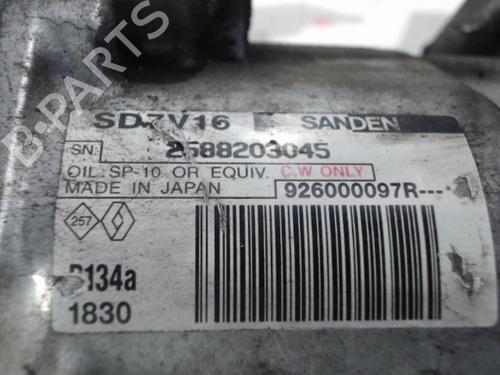 SD7V16 E SANDEN
SN. 2588203045
OIL: SP-10 OR EQUIV. C.W ONLY
MADE IN JAPAN 926000097R---
257
R134a
1830
B-PARTS